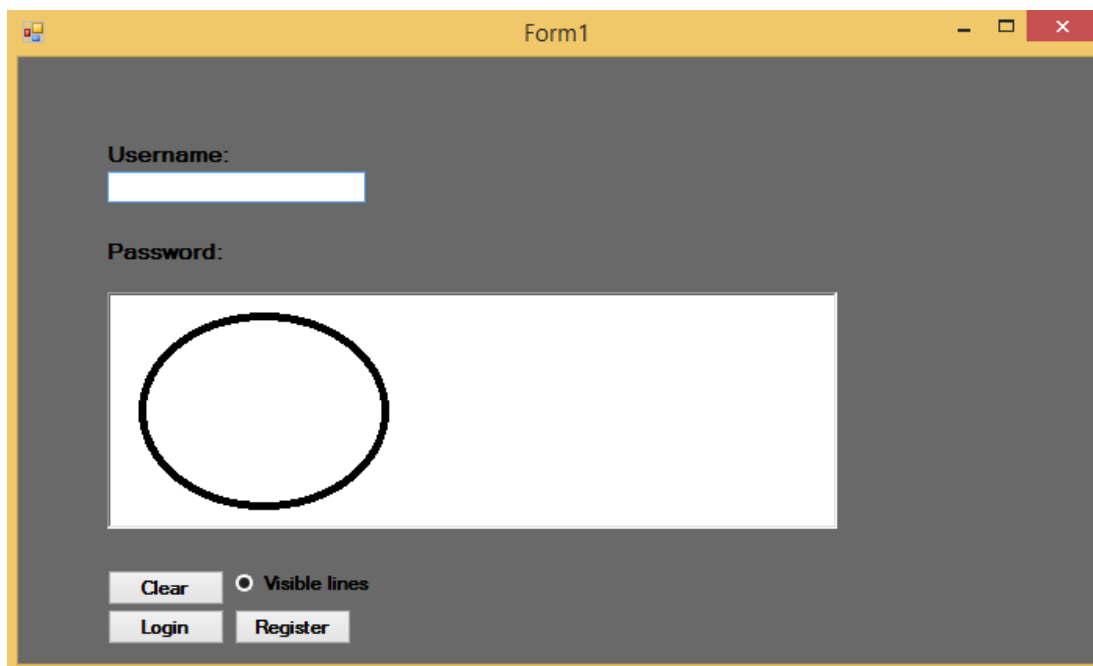 Form1
Username:
Password:
Clear Visible lines
Login Register